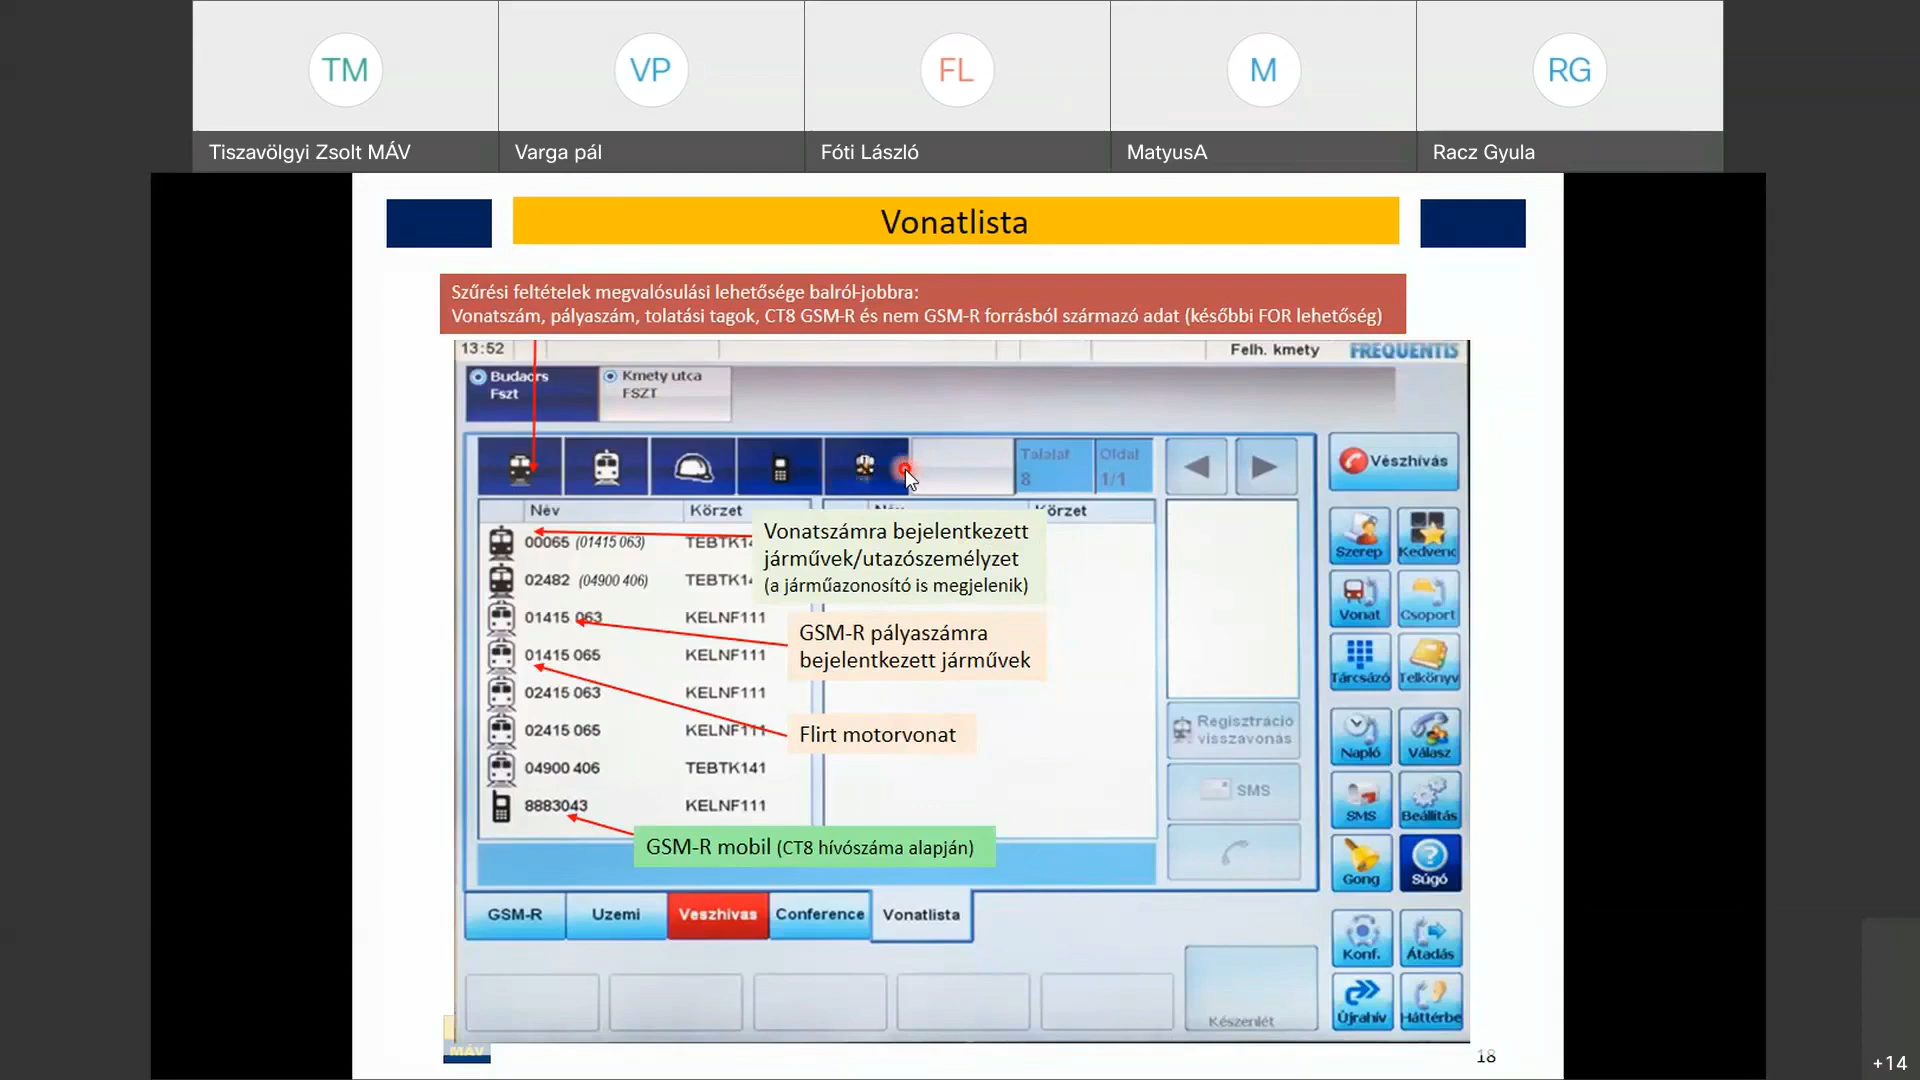 TM
VP
FL
M
RG
Tiszavölgyi Zsolt MÁV
Varga pál
Fóti László
MatyusA
Racz Gyula
Vonatlista
Szűrési feltételek megvalósulási lehetősége balról-jobbra:
Vonatszám, pályaszám, tolatási tagok, CT8 GSM-R és nem GSM-R forrásból származó adat (későbbi FOR lehetőség)
13:52
Felh. kmety
FREQUENTIS
Budaors
Fszt
Kmety utca
FSZT
Talalat
8
Oldal
1/1
Vészhívás
Név
Körzet
Körzet
00065 (01415 063)
02482 (04900 406) 
01415 063 KELNF111
01415 065 KELNF111
02415 063 KELNF111
02415 065 KELNF111
04900 406 TEBTK141
8883043 KELNF111
Vonatszámra bejelentkezett
járművek/utazószemélyzet
(a járműazonosító is megjelenik)
GSM-R pályaszámra
bejelentkezett járművek
Flirt motorvonat
GSM-R mobil (CT8 hívószáma alapján)
Regisztráció
visszavonás
SMS
Szerep
Kedvenc
Vonat
Csoport
Tárcsázó
Telkönyv
Napló
Válasz
SMS
Beállítás
Gong
Súgó
Konf.
Átadás
Újrahív
Háttérbe
GSM-R
Uzemi
Veszhivas
Conference
Vonatlista
Készenlét
MÁV
18
+14